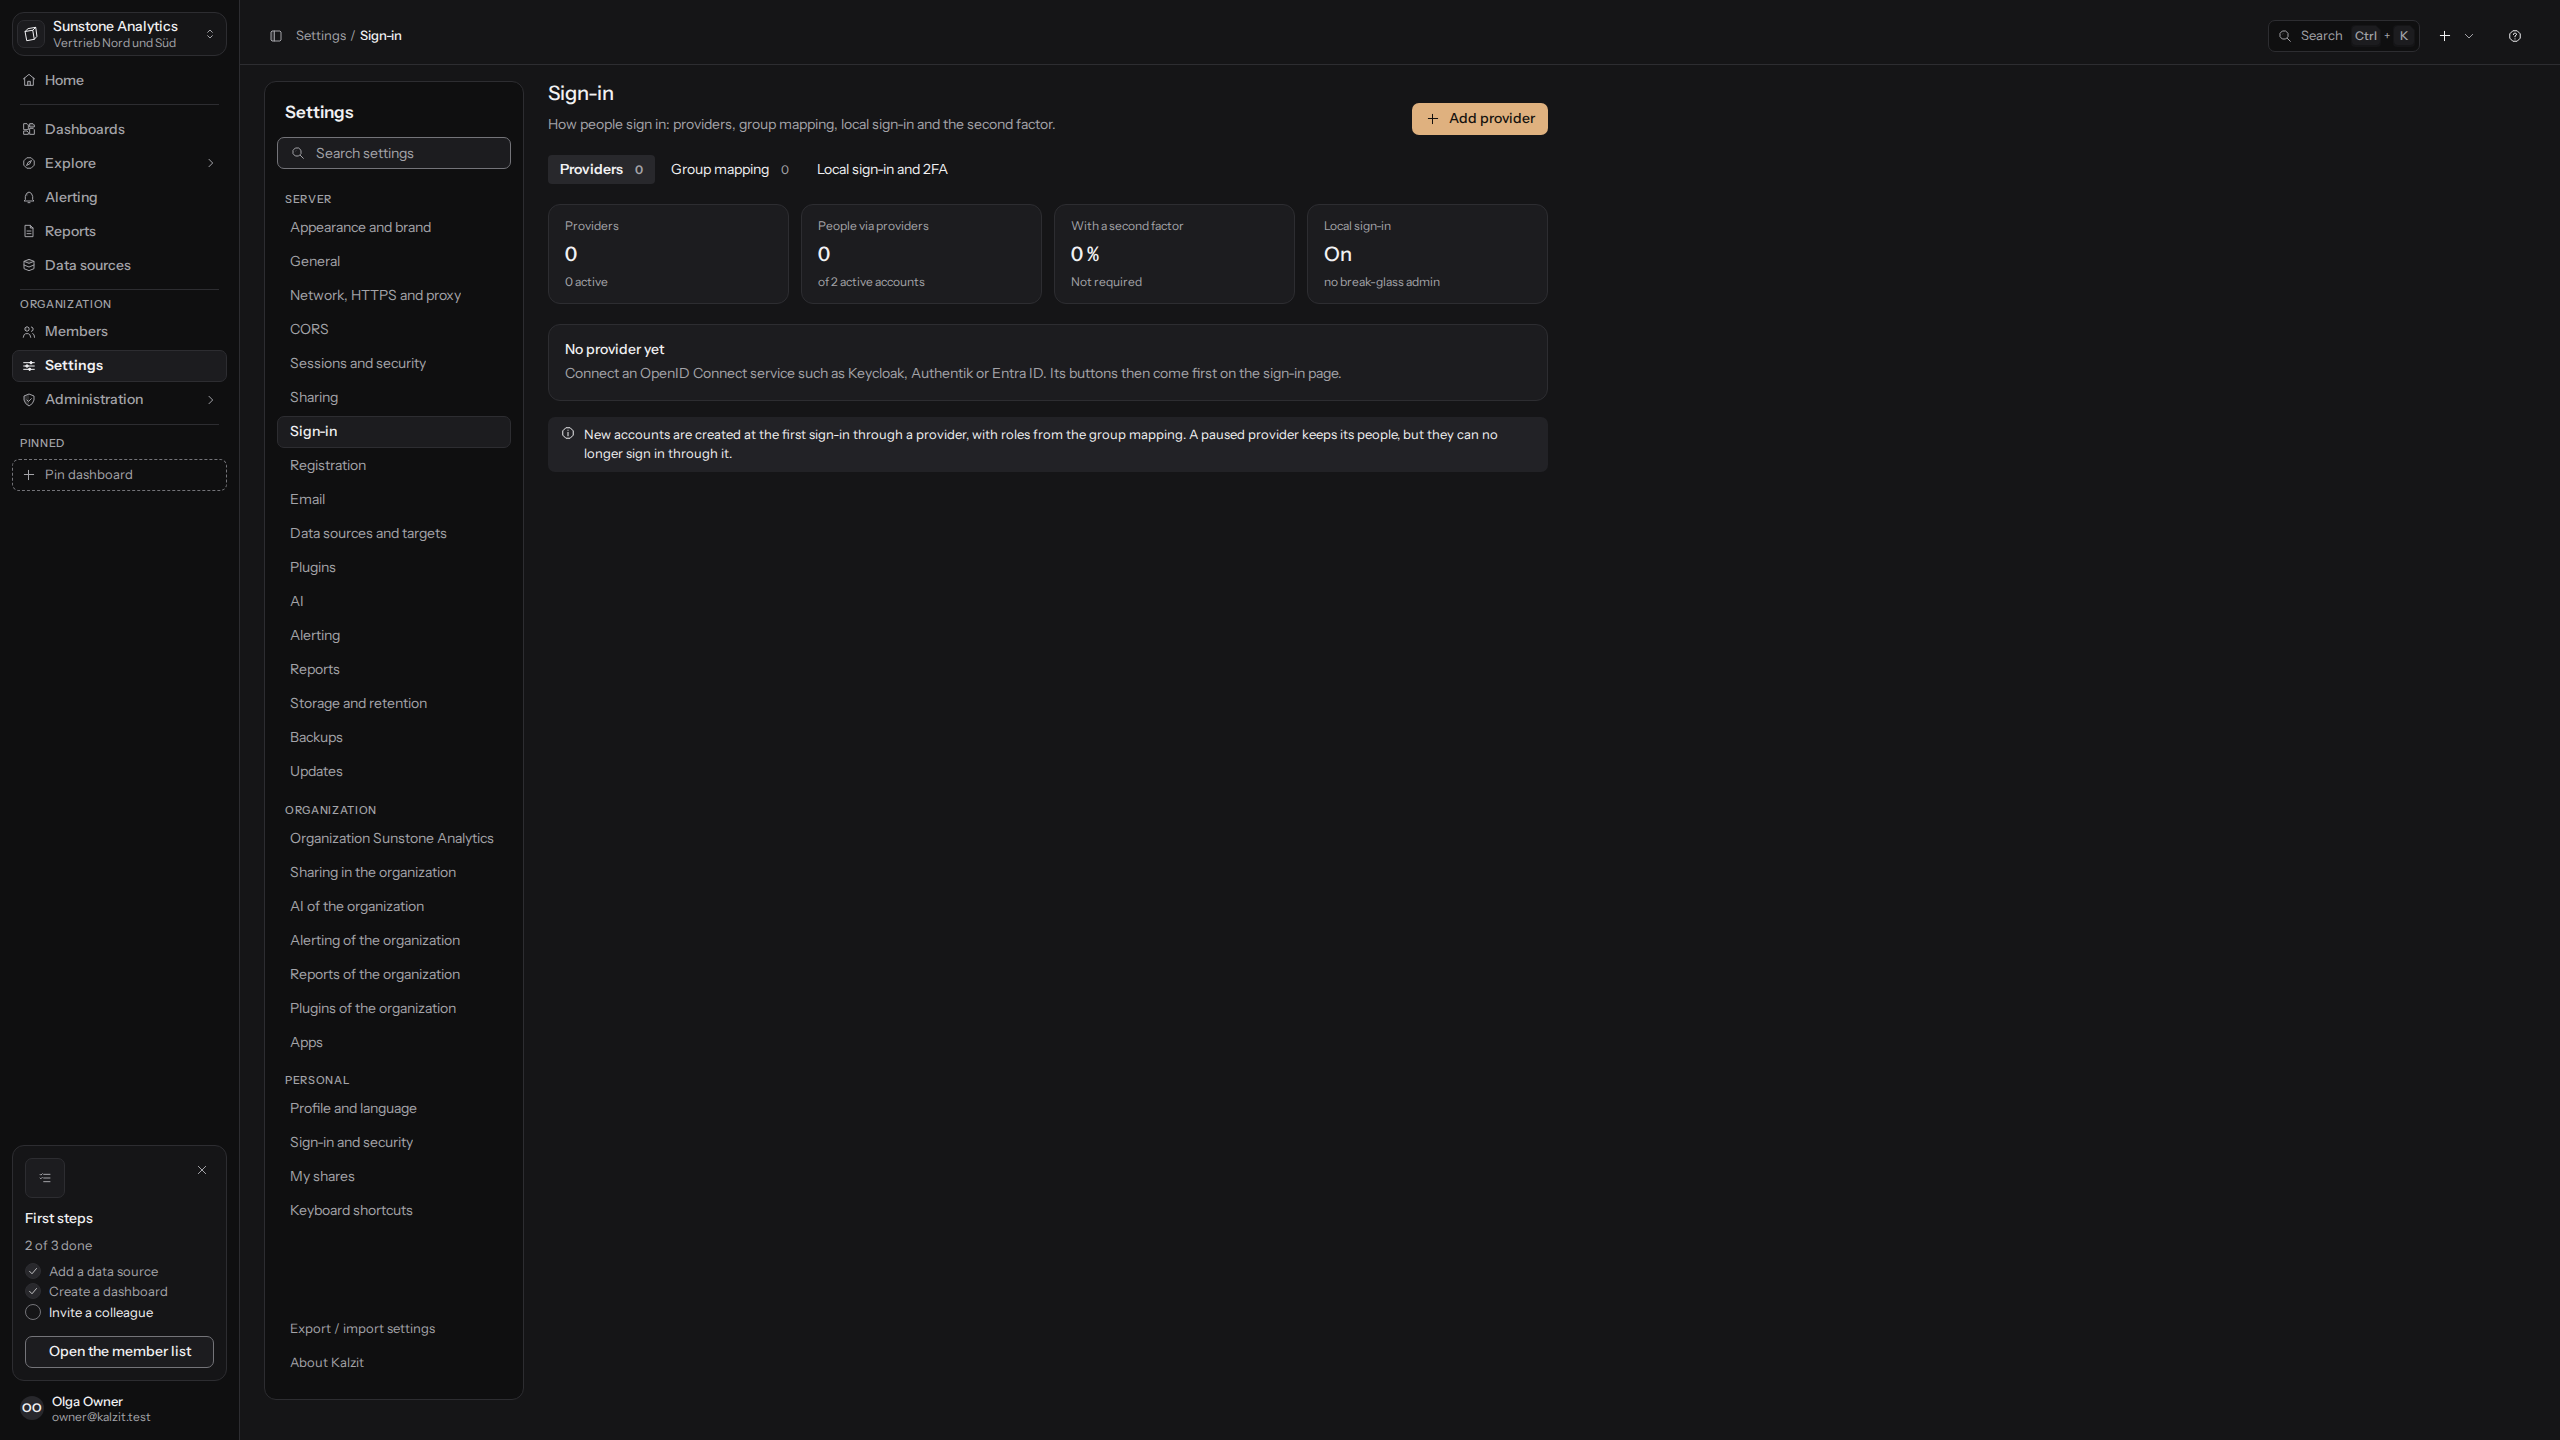 Sunstone Analytics
Vertrieb Nord und Süd
Home
Dashboards
Explore
Alerting
Reports
Data sources
ORGANIZATION
Members
Settings
Administration
PINNED
Pin dashboard
First steps
2 of 3 done
Add a data source
Create a dashboard
Invite a colleague
Open the member list
OO
Olga Owner
owner@kalzit.test
Settings / Sign-in
Search Ctrl + K
Settings
Search settings
SERVER
Appearance and brand
General
Network, HTTPS and proxy
CORS
Sessions and security
Sharing
Sign-in
Registration
Email
Data sources and targets
Plugins
AI
Alerting
Reports
Storage and retention
Backups
Updates
ORGANIZATION
Organization Sunstone Analytics
Sharing in the organization
AI of the organization
Alerting of the organization
Reports of the organization
Plugins of the organization
Apps
PERSONAL
Profile and language
Sign-in and security
My shares
Keyboard shortcuts
Export / import settings
About Kalzit
Sign-in
How people sign in: providers, group mapping, local sign-in and the second factor.
Add provider
Providers 0 Group mapping 0 Local sign-in and 2FA
Providers
0
0 active
People via providers
0
of 2 active accounts
With a second factor
0 %
Not required
Local sign-in
On
no break-glass admin
No provider yet
Connect an OpenID Connect service such as Keycloak, Authentik or Entra ID. Its buttons then come first on the sign-in page.
New accounts are created at the first sign-in through a provider, with roles from the group mapping. A paused provider keeps its people, but they can no
longer sign in through it.